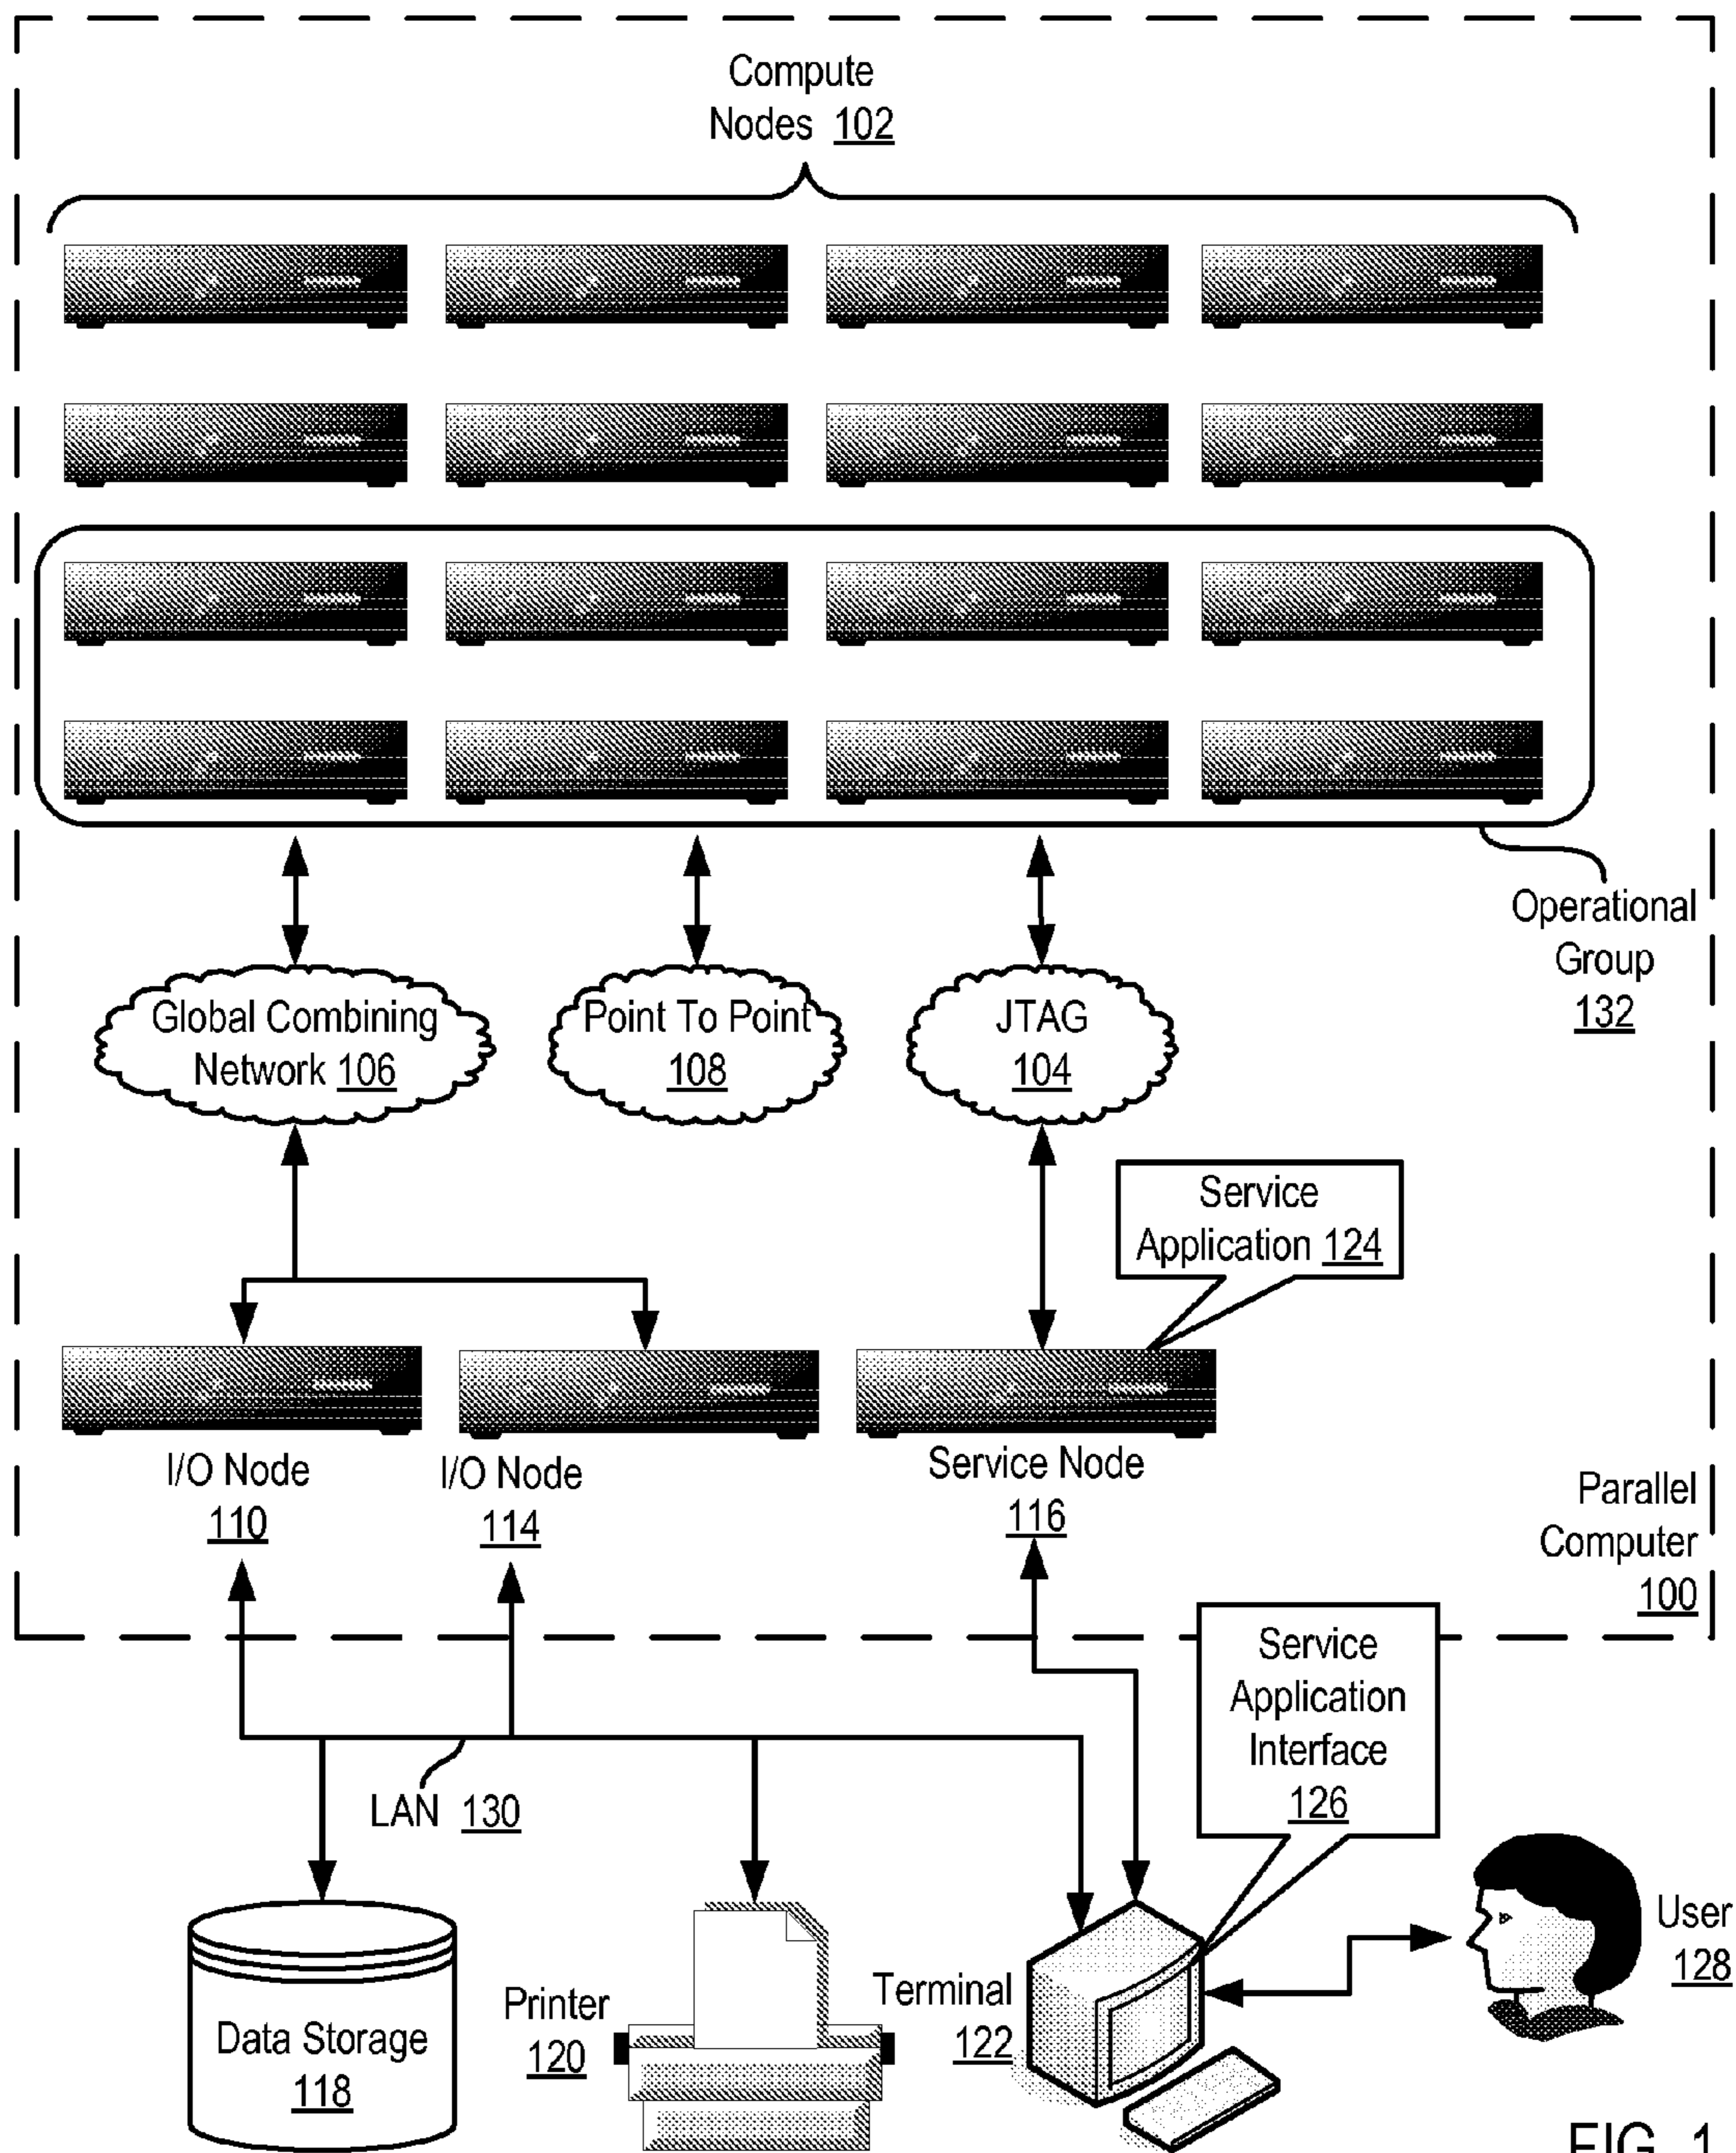 Compute
Nodes 102
Operational
Group
132
Global Combining
Network 106
Point To Point
108
JTAG
104
Service
Application 124
I/O Node
110
I/O Node
114
Service Node
116
Parallel
Computer
100
Service
Application
Interface
126
LAN 130
Data Storage
118
Printer
120
Terminal
122
User
128
FIG. 1